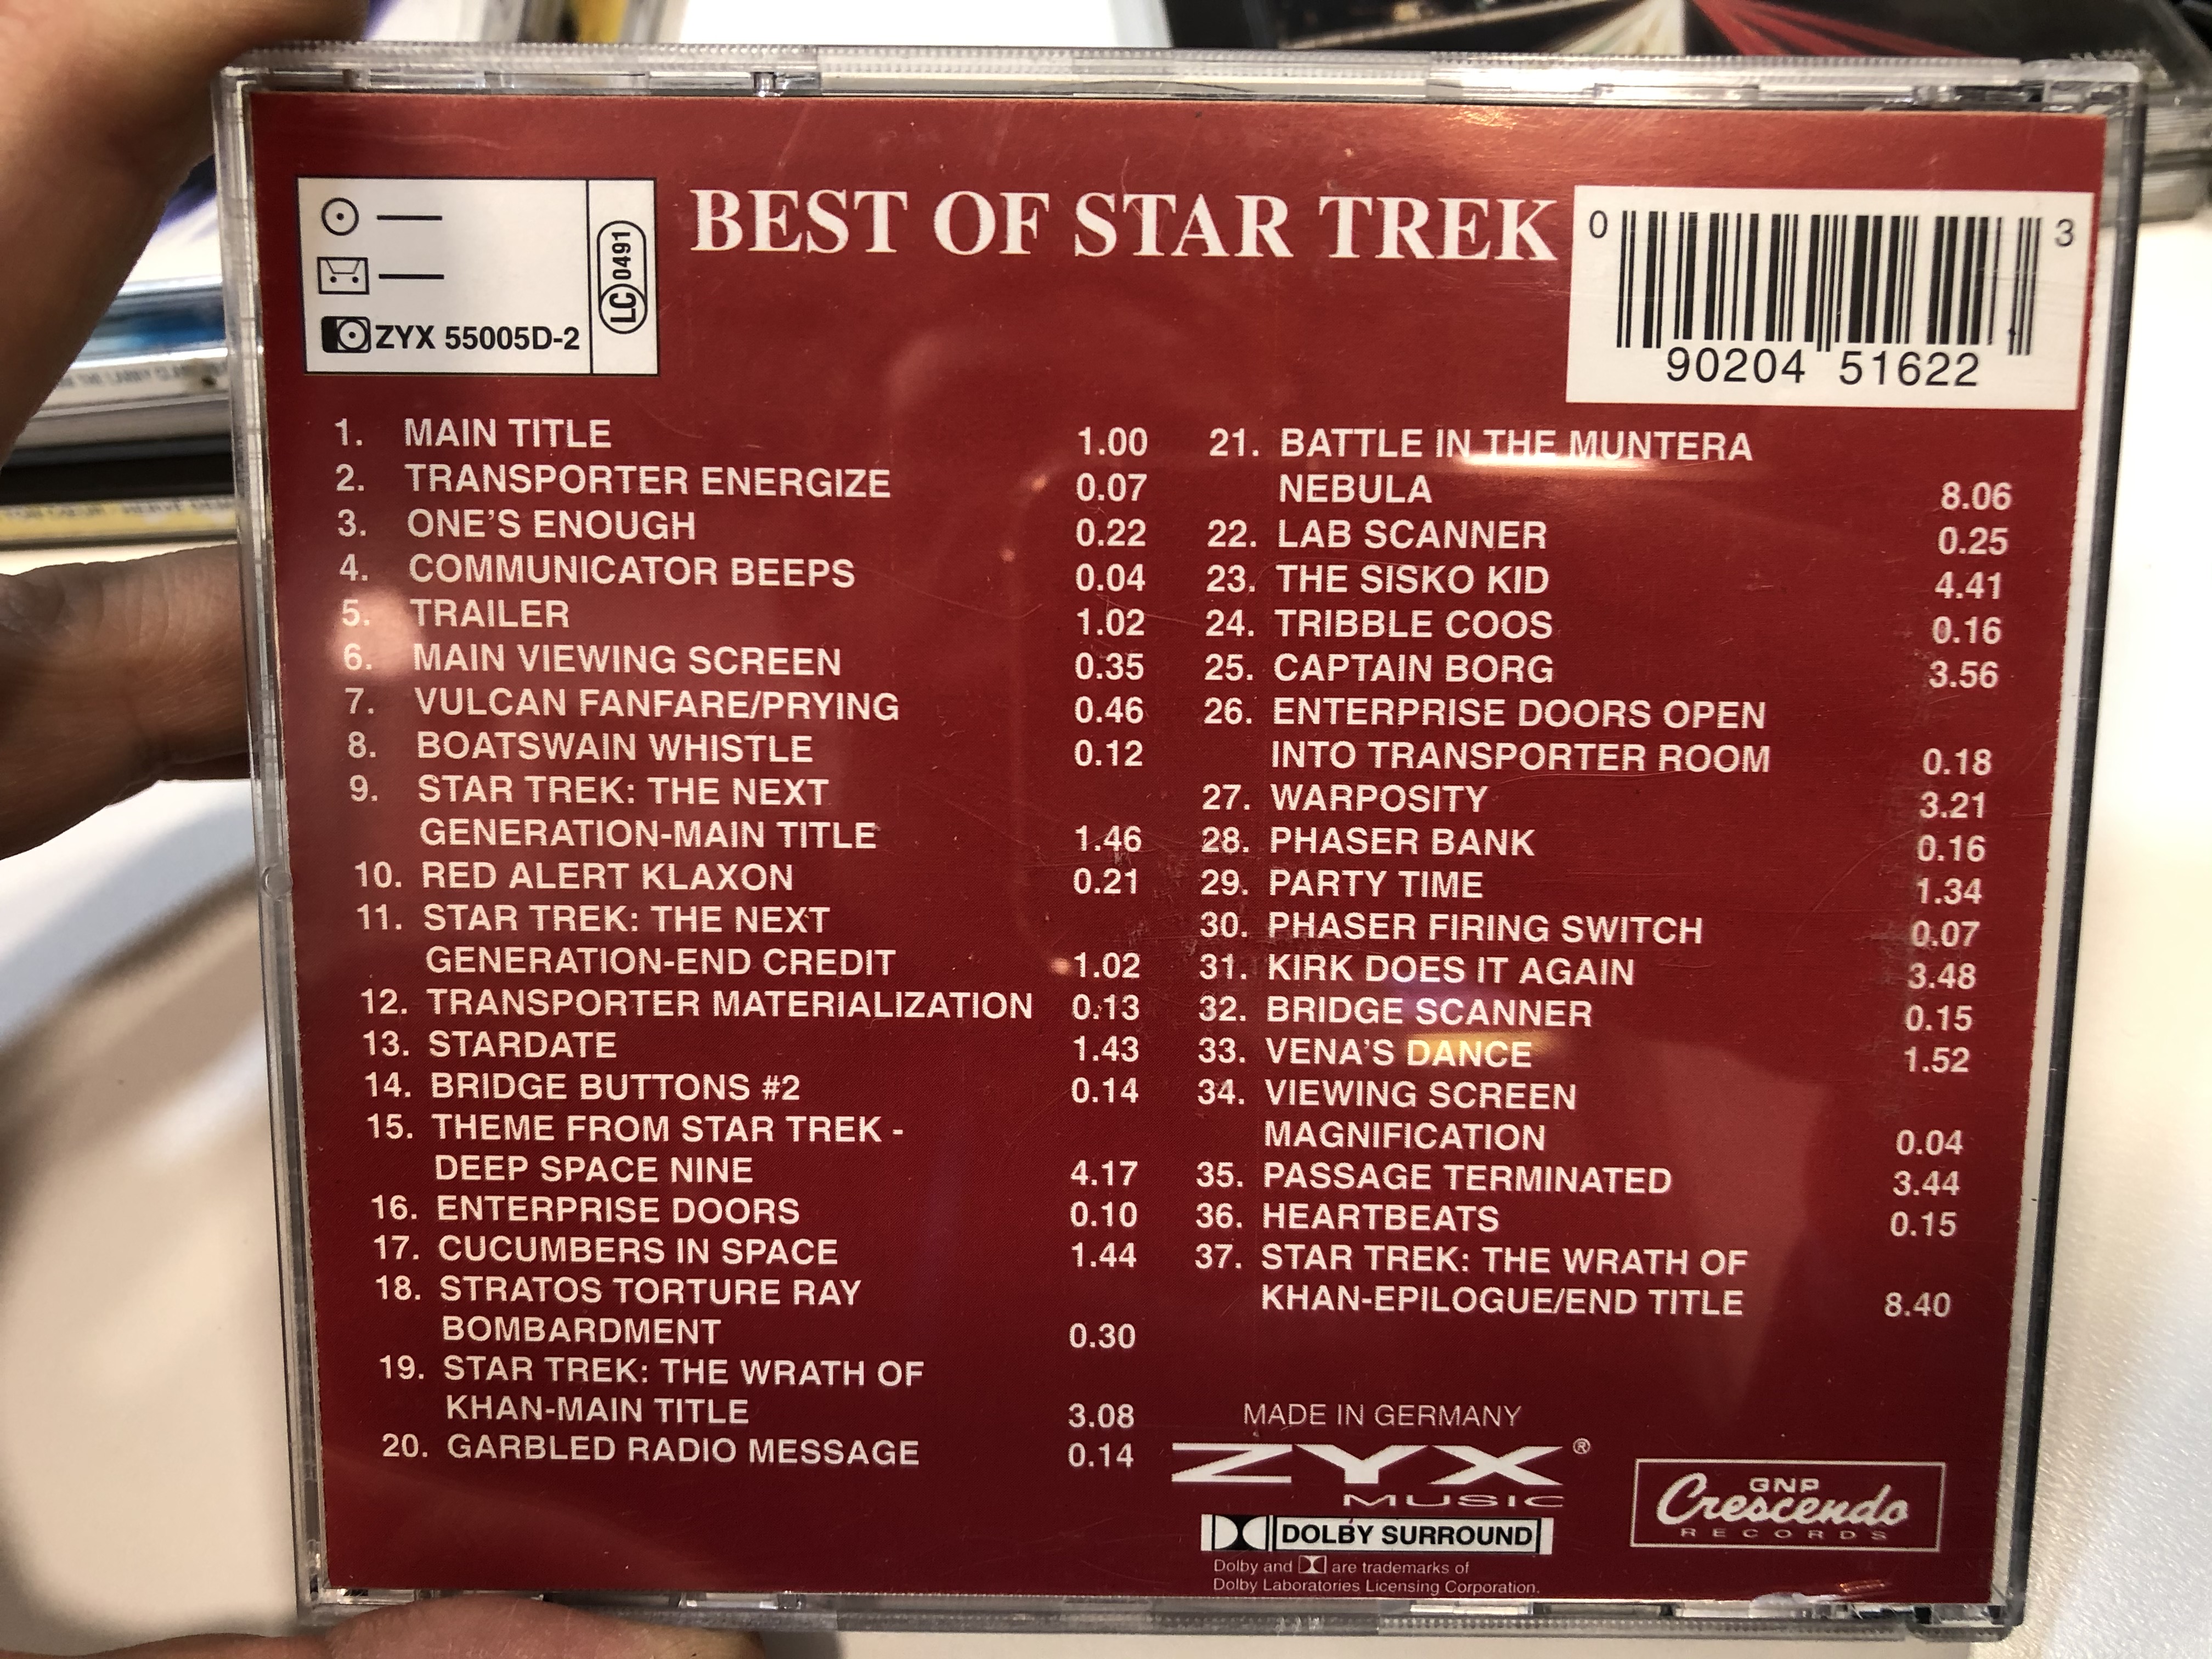 ZYX 55005D-2
LC 0491
BEST OF STAR TREK
0 90204 51622 3
1. MAIN TITLE 1.00
2. TRANSPORTER ENERGIZE 0.07
3. ONE'S ENOUGH 0.22
4. COMMUNICATOR BEEPS 0.04
5. TRAILER 1.02
6. MAIN VIEWING SCREEN 0.35
7. VULCAN FANFARE/PRYING 0.46
8. BOATSWAIN WHISTLE 0.12
9. STAR TREK: THE NEXT
GENERATION-MAIN TITLE 1.46
10. RED ALERT KLAXON 0.21
11. STAR TREK: THE NEXT
GENERATION-END CREDIT 1.02
12. TRANSPORTER MATERIALIZATION 0.13
13. STARDATE 1.43
14. BRIDGE BUTTONS #2 0.14
15. THEME FROM STAR TREK -
DEEP SPACE NINE 4.17
16. ENTERPRISE DOORS 0.10
17. CUCUMBERS IN SPACE 1.44
18. STRATOS TORTURE RAY
BOMBARDMENT 0.30
19. STAR TREK: THE WRATH OF
KHAN-MAIN TITLE 3.08
20. GARBLED RADIO MESSAGE 0.14
21. BATTLE IN THE MUNTERA
NEBULA 8.06
22. LAB SCANNER 0.25
23. THE SISKO KID 4.41
24. TRIBBLE COOS 0.16
25. CAPTAIN BORG 3.56
26. ENTERPRISE DOORS OPEN
INTO TRANSPORTER ROOM 0.18
27. WARPOSITY 3.21
28. PHASER BANK 0.16
29. PARTY TIME 1.34
30. PHASER FIRING SWITCH 0.07
31. KIRK DOES IT AGAIN 3.48
32. BRIDGE SCANNER 0.15
33. VENA'S DANCE 1.52
34. VIEWING SCREEN
MAGNIFICATION 0.04
35. PASSAGE TERMINATED 3.44
36. HEARTBEATS 0.15
37. STAR TREK: THE WRATH OF
KHAN-EPILOGUE/END TITLE 8.40
MADE IN GERMANY
ZYX ®
MUSIC
DOLBY SURROUND
Dolby and are trademarks of
Dolby Laboratories Licensing Corporation.
GNP
Crescendo
RECORDS